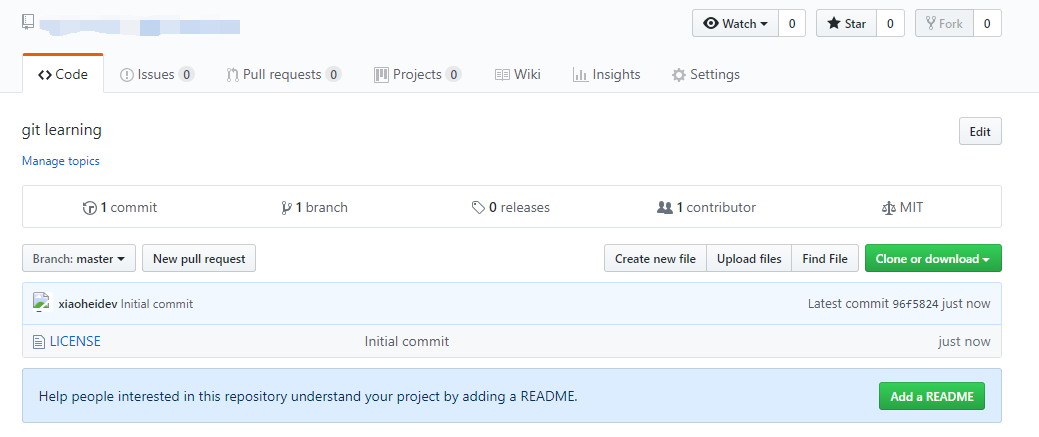 Watch 0 Star 0 Fork 0
Code Issues 0 Pull requests 0 Projects 0 Wiki Insights Settings
git learning Edit
Manage topics
1 commit 1 branch 0 releases 1 contributor MIT
Branch: master New pull request Create new file Upload files Find File Clone or download
xiaoheidev Initial commit Latest commit 96f5824 just now
LICENSE Initial commit just now
Help people interested in this repository understand your project by adding a README. Add a README